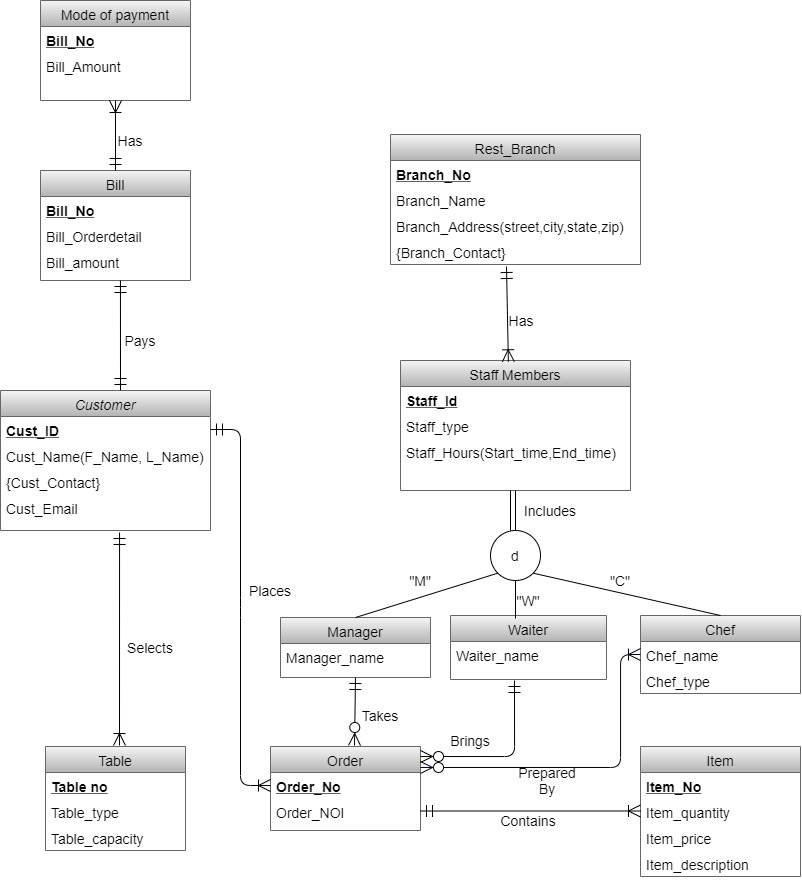 Mode of payment
Bill_No
Bill_Amount
Has
Bill
Bill_No
Bill_Orderdetail
Bill_amount
Pays
Customer
Cust_ID
Cust_Name(F_Name, L_Name)
{Cust_Contact}
Cust_Email
Selects
Table
Table no
Table_type
Table_capacity
Places
Rest_Branch
Branch_No
Branch_Name
Branch_Address(street,city,state,zip)
{Branch_Contact}
Has
Staff Members
Staff_Id
Staff_type
Staff_Hours(Start_time,End_time)
Includes
d
"M"
"W"
"C"
Manager
Manager_name
Waiter
Waiter_name
Chef
Chef_name
Chef_type
Takes
Brings
Prepared
By
Order
Order_No
Order_NOI
Contains
Item
Item_No
Item_quantity
Item_price
Item_description